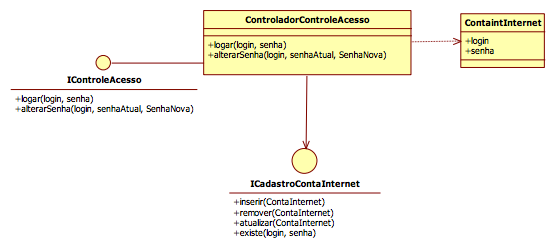 ControladorControleAcesso
+logar(login, senha)
+alterarSenha(login, senhaAtual, SenhaNova)
ContaintInternet
+login
+senha
IControleAcesso
+logar(login, senha)
+alterarSenha(login, senhaAtual, SenhaNova)
ICadastroContaInternet
+inserir(ContaInternet)
+remover(ContaInternet)
+atualizar(ContaInternet)
+existe(login, senha)